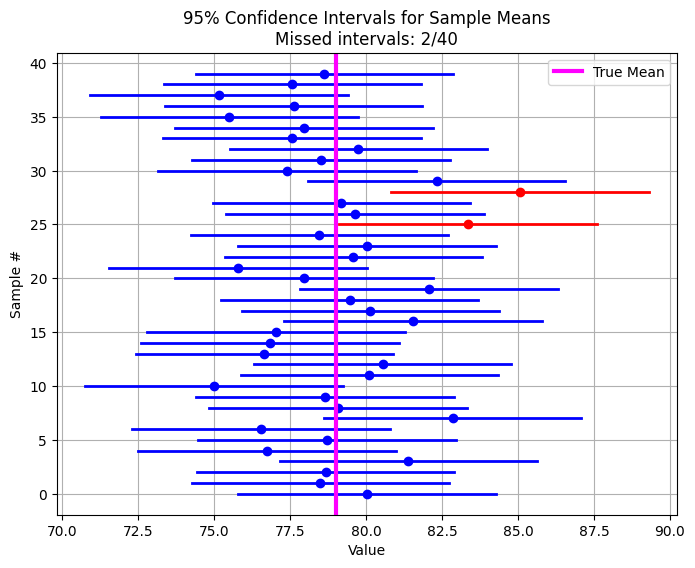 95% Confidence Intervals for Sample Means
Missed intervals: 2/40
True Mean
40
35
30
25
20
15
10
5
0
Sample #
70.0 72.5 75.0 77.5 80.0 82.5 85.0 87.5 90.0
Value